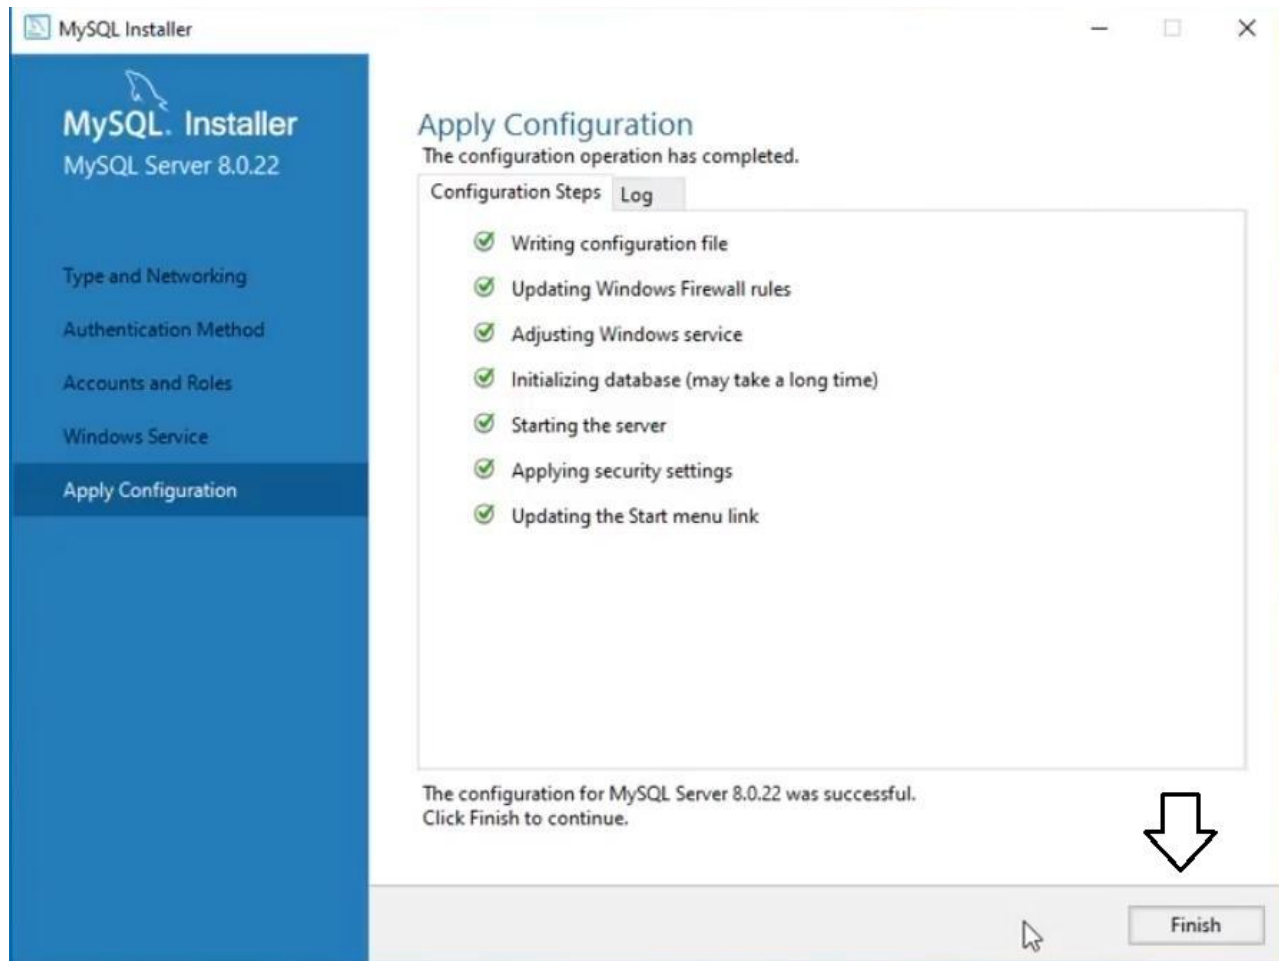 MySQL Installer
MySQL. Installer
MySQL Server 8.0.22
Type and Networking
Authentication Method
Accounts and Roles
Windows Service
Apply Configuration
Apply Configuration
The configuration operation has completed.
Configuration Steps Log
Writing configuration file
Updating Windows Firewall rules
Adjusting Windows service
Initializing database (may take a long time)
Starting the server
Applying security settings
Updating the Start menu link
The configuration for MySQL Server 8.0.22 was successful.
Click Finish to continue.
Finish